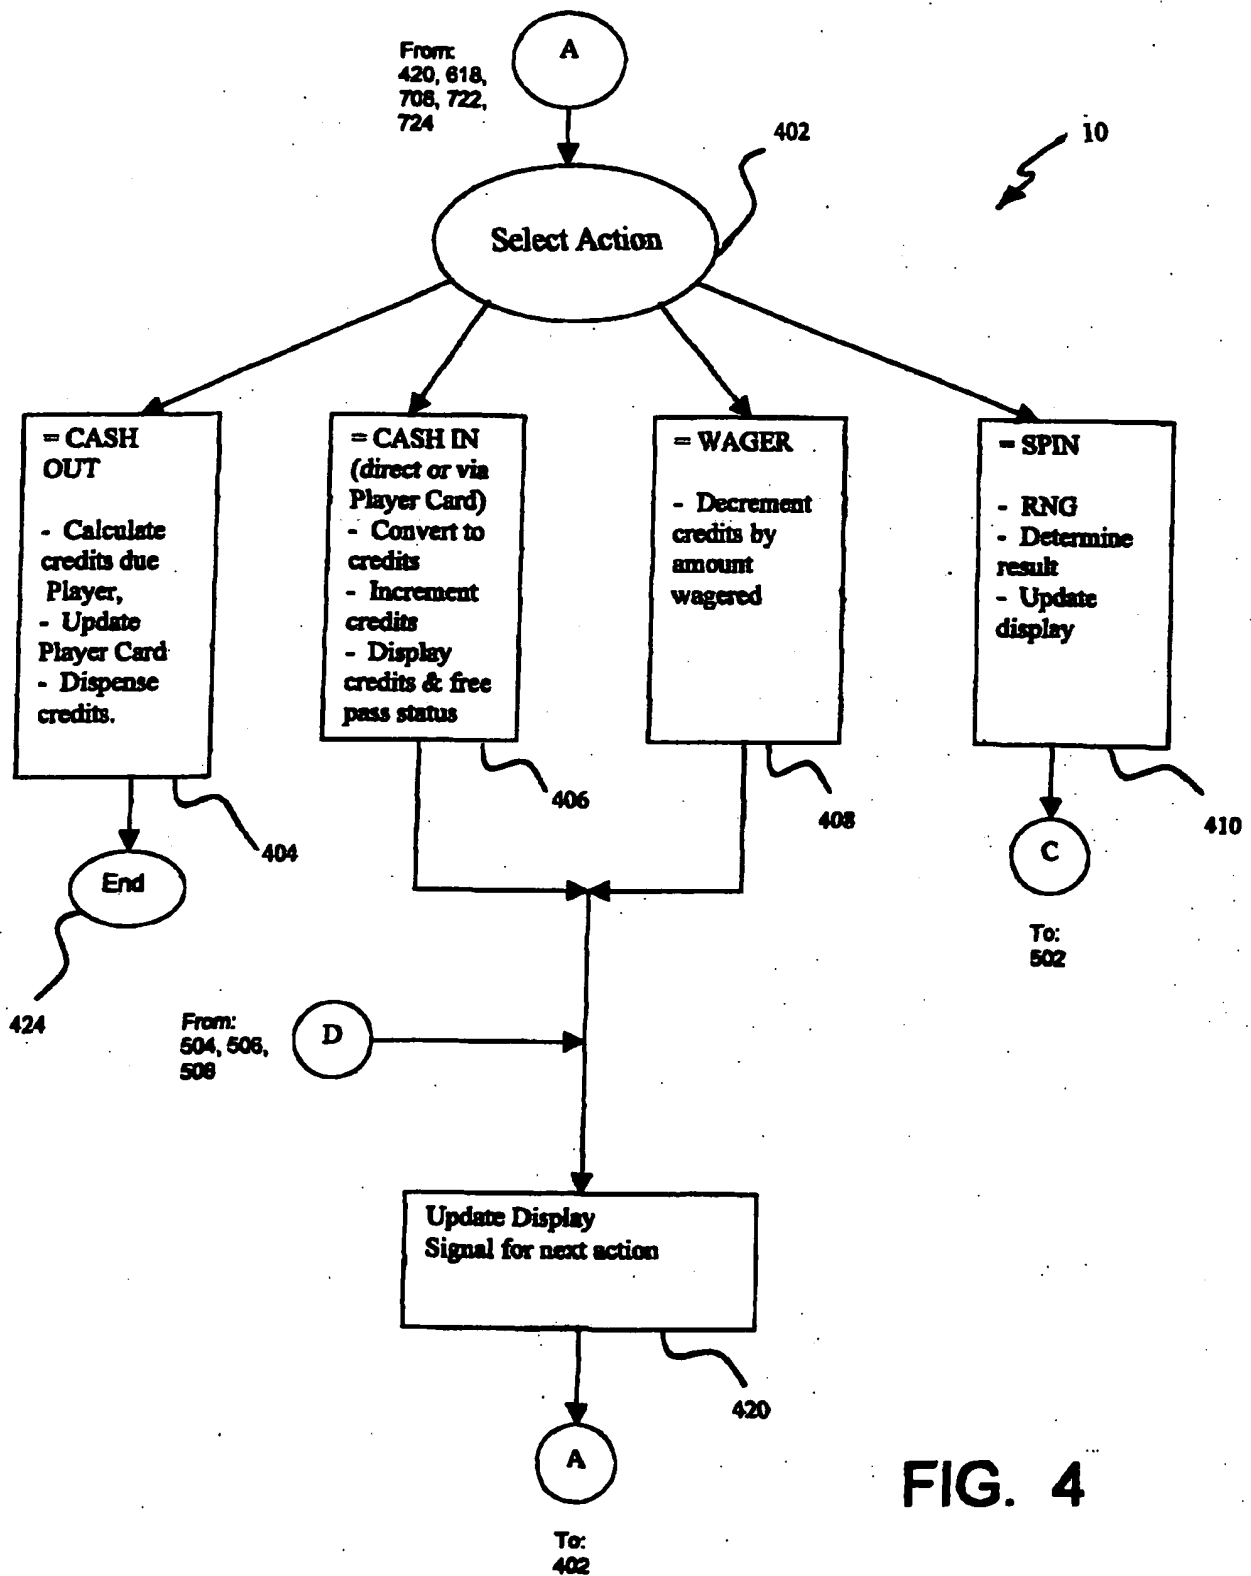 A
From:
420, 618,
708, 722,
724
402
10
Select Action
= CASH
OUT
- Calculate
credits due
Player,
- Update
Player Card
- Dispense
credits.
= CASH IN
(direct or via
Player Card)
- Convert to
credits
- Increment
credits
- Display
credits & free
pass status
= WAGER
- Decrement
credits by
amount
wagered
= SPIN
- RNG
- Determine
result
- Update
display
404
406
408
410
End
424
C
To:
502
From:
504, 506,
508
D
Update Display
Signal for next action
420
A
To:
402
FIG. 4